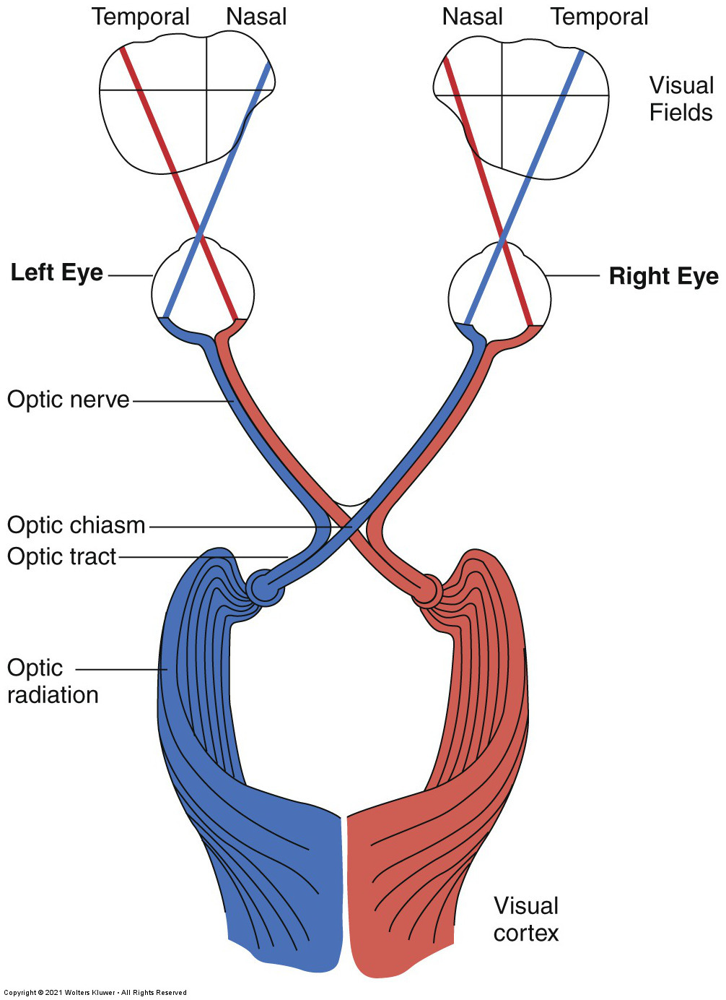 Temporal Nasal Nasal Temporal
Visual
Fields
Left Eye
Right Eye
Optic nerve
Optic chiasm
Optic tract
Optic
radiation
Visual
cortex
Copyright © 2021 Wolters Kluwer • All Rights Reserved